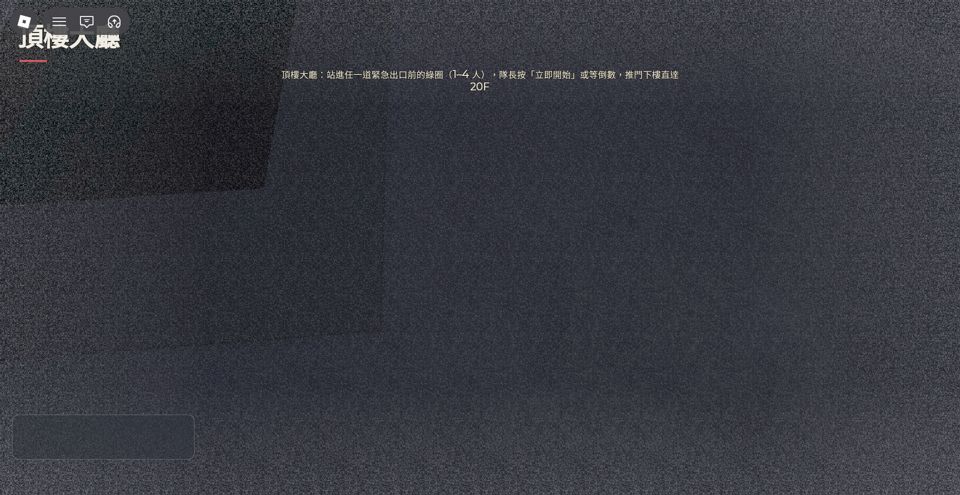 頂樓大廳
頂樓大廳：站進任一道緊急出口前的綠圈（1–4 人），隊長按「立即開始」或等倒數，推門下樓直達
20F